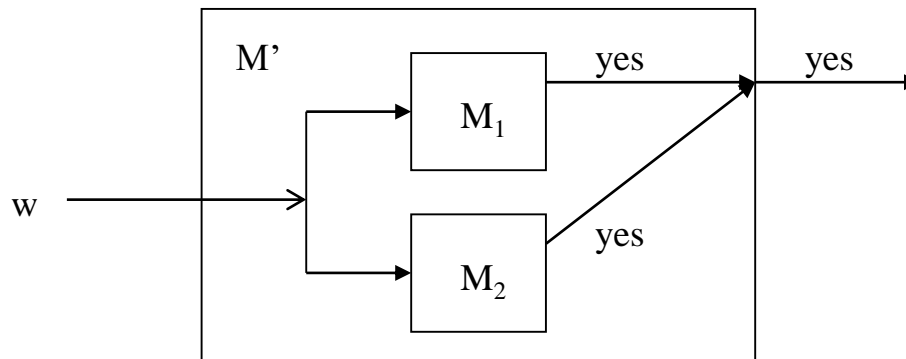 M’
yes
yes
M₁
w
yes
M₂